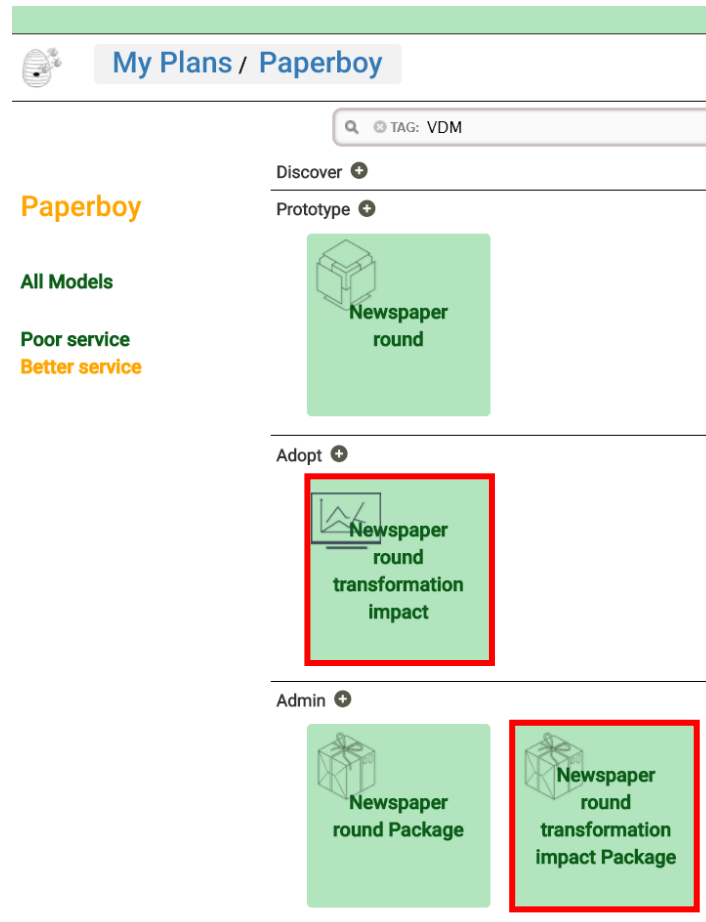 My Plans / Paperboy
TAG: VDM
Discover
Paperboy
Prototype
All Models
Poor service
Better service
Newspaper
round
Adopt
Newspaper
round
transformation
impact
Admin
Newspaper
round Package
Newspaper
round
transformation
impact Package